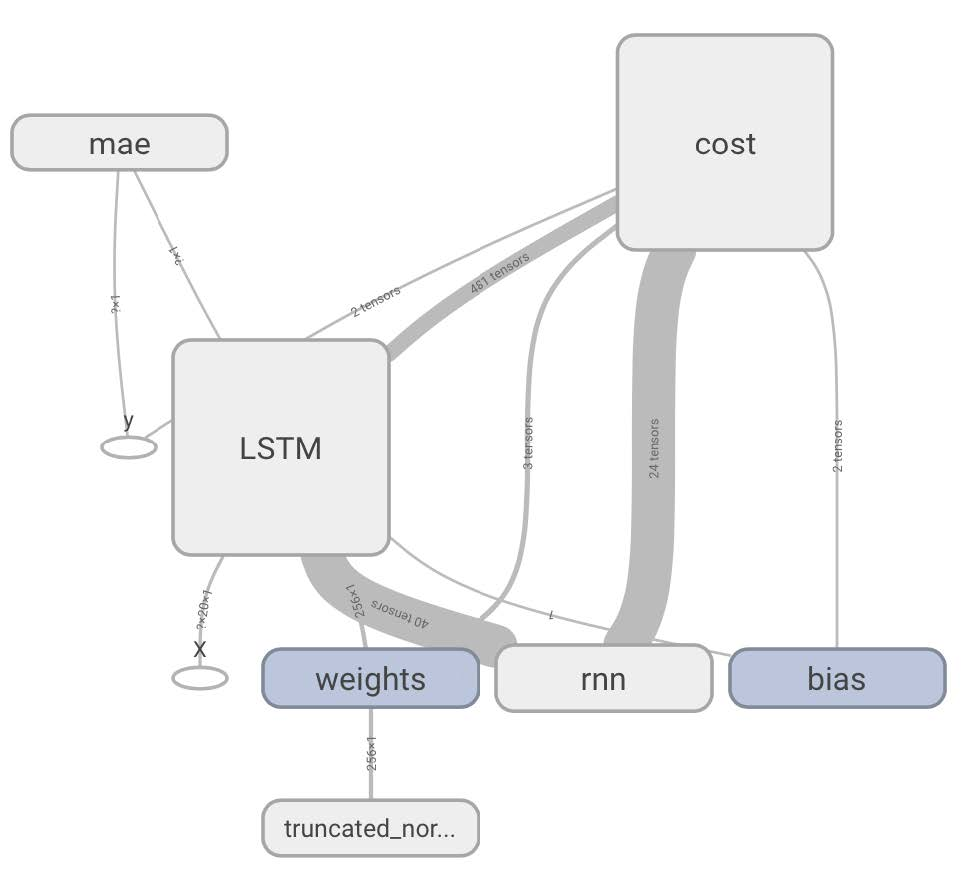 cost
mae
?×1
481 tensors
2 tensors
?×1
y
LSTM
3 tensors
24 tensors
2 tensors
?×20×1
256×1
40 tensors
1
X
weights
rnn
bias
256×1
truncated_nor...